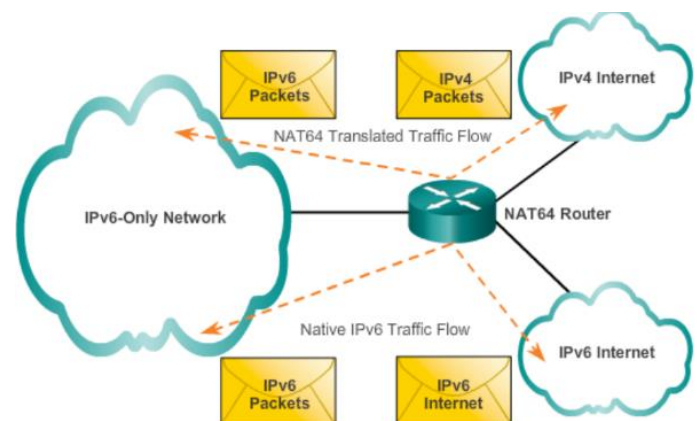 IPv6
Packets
IPv4
Packets
IPv4 Internet
NAT64 Translated Traffic Flow
IPv6-Only Network
NAT64 Router
Native IPv6 Traffic Flow
IPv6 Internet
IPv6
Packets
IPv6
Internet